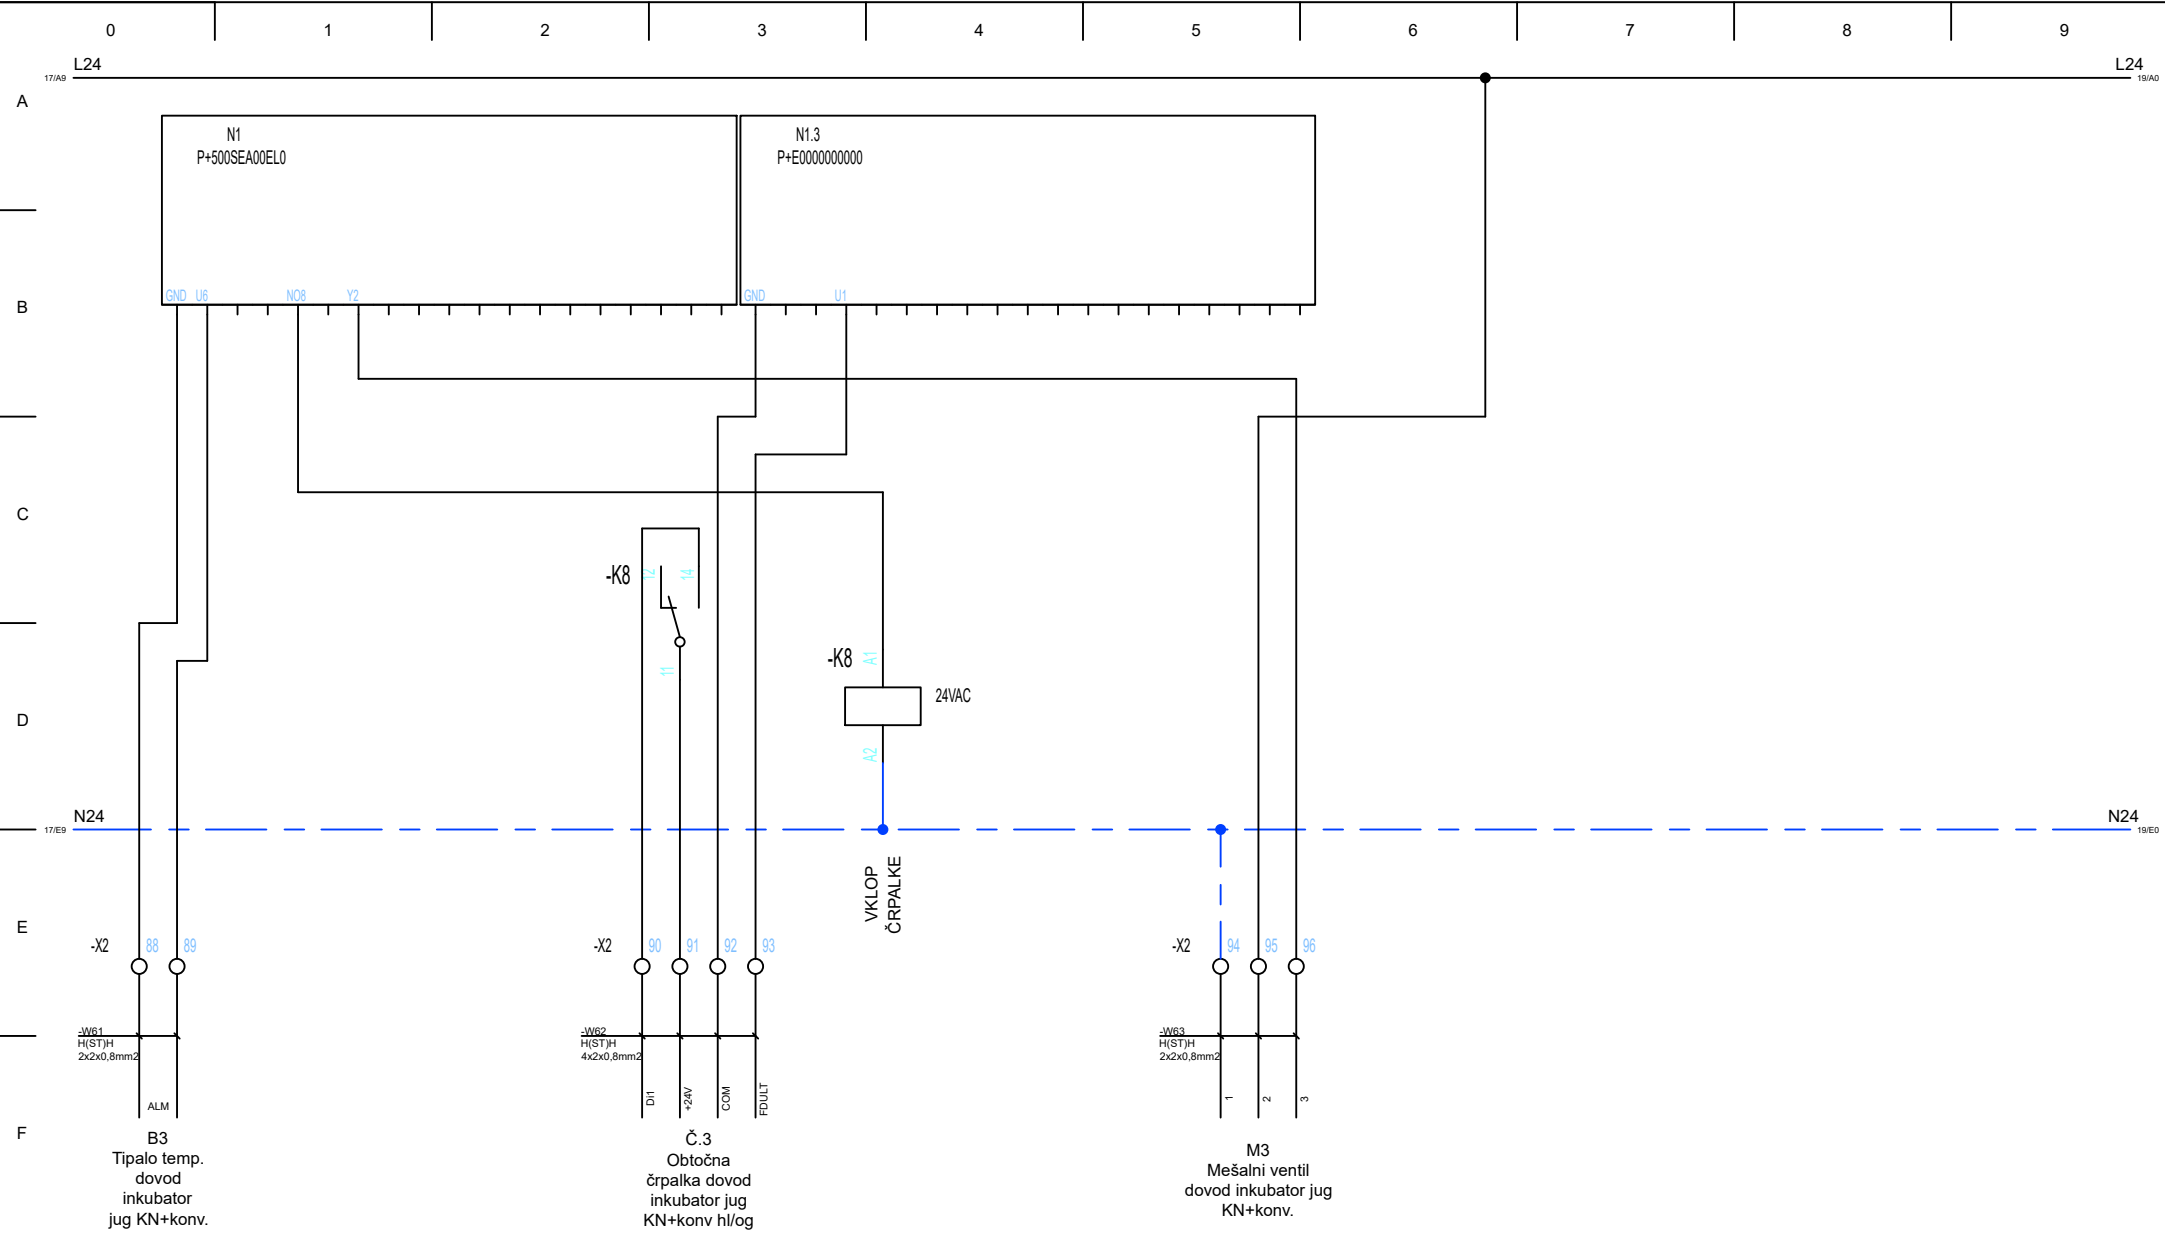 0 1 2 3 4 5 6 7 8 9
L24 L24
17/A9 19/A0
A
N1 N1.3
P+500SEA00EL0 P+E0000000000
B
GND U6 NO8 Y2 GND U1
C
-K8 12 14
11
-K8 A1
D
24VAC
A2
N24 N24
17/E9 19/E0
VKLOP
ČRPALKE
E
-X2 88 89 -X2 90 91 92 93 -X2 94 95 96
-W61 -W62 -W63
H(ST)H H(ST)H H(ST)H
2x2x0,8mm2 4x2x0,8mm2 2x2x0,8mm2
ALM DI1 +24V COM FDULT 1 2 3
F
B3
Tipalo temp.
dovod
inkubator
jug KN+konv.
Č.3
Obtočna
črpalka dovod
inkubator jug
KN+konv hl/og
M3
Mešalni ventil
dovod inkubator jug
KN+konv.